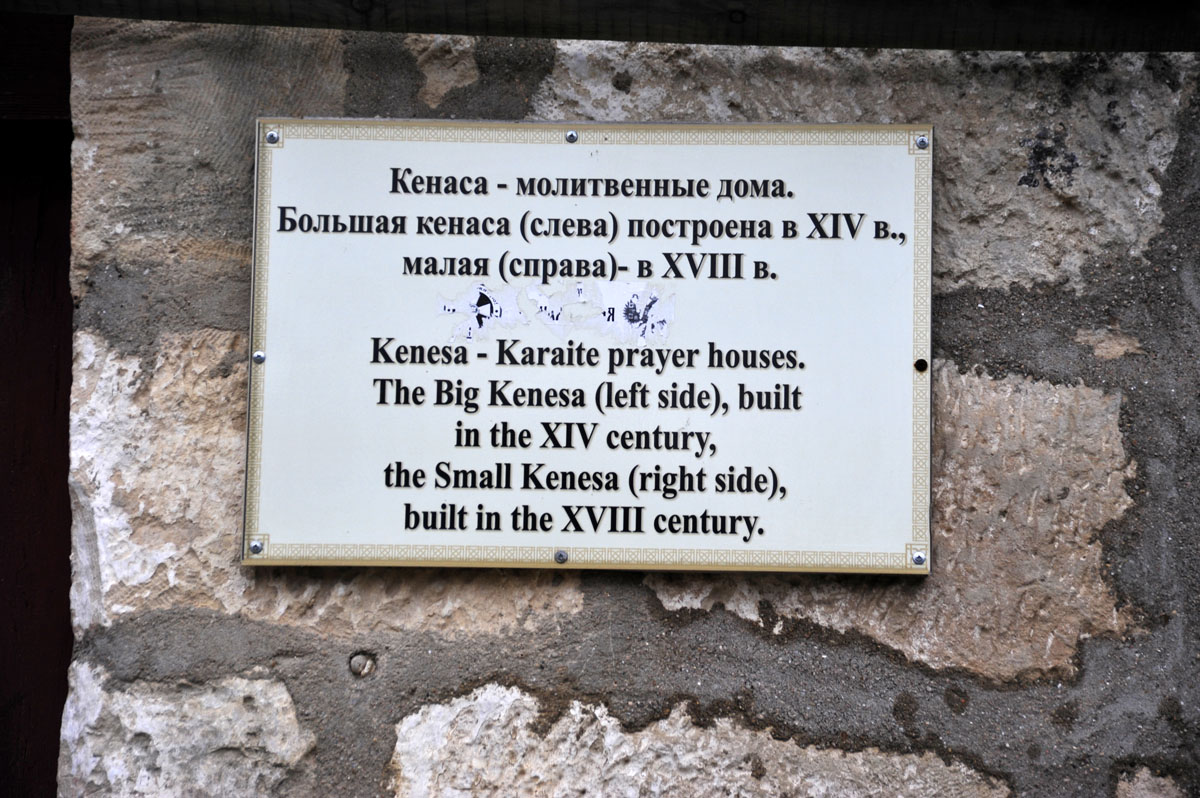 Кенаса - молитвенные дома.
Большая кенаса (слева) построена в XIV в.,
малая (справа)- в XVIII в.
Kenesa - Karaite prayer houses.
The Big Kenesa (left side), built
in the XIV century,
the Small Kenesa (right side),
built in the XVIII century.